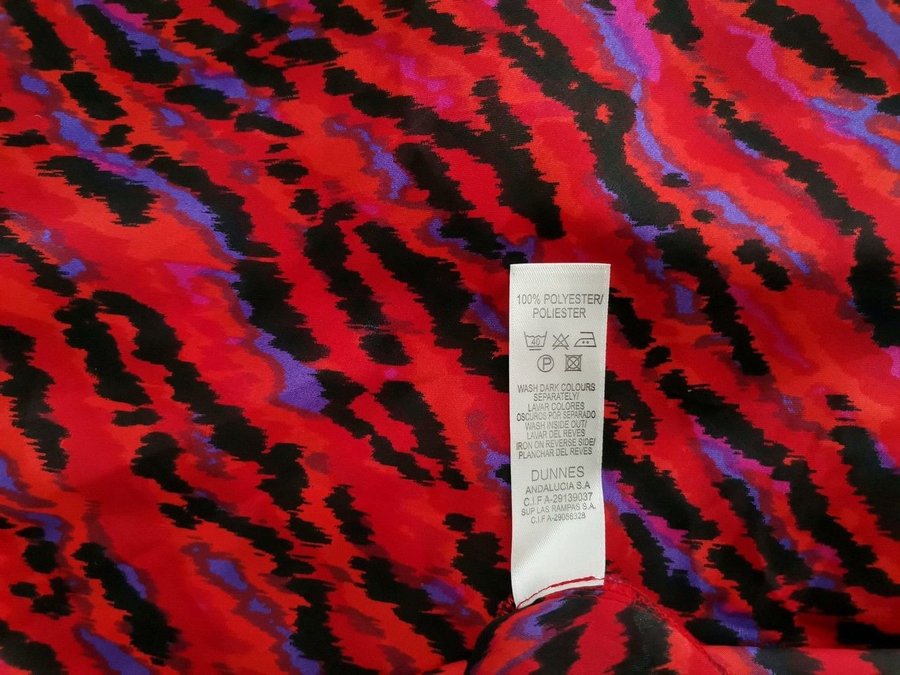 100% POLYESTER/
POLIESTER
40
P
WASH DARK COLOURS
SEPARATELY/
LAVAR COLORES
OSCUROS POR SEPARADO
WASH INSIDE OUT/
LAVAR DEL REVES
IRON ON REVERSE SIDE/
PLANCHAR DEL REVES
DUNNES
ANDALUCIA S.A
C.I.F A-29139037
SUP LAS RAMPAS S.A.
C.I.F A-29056328